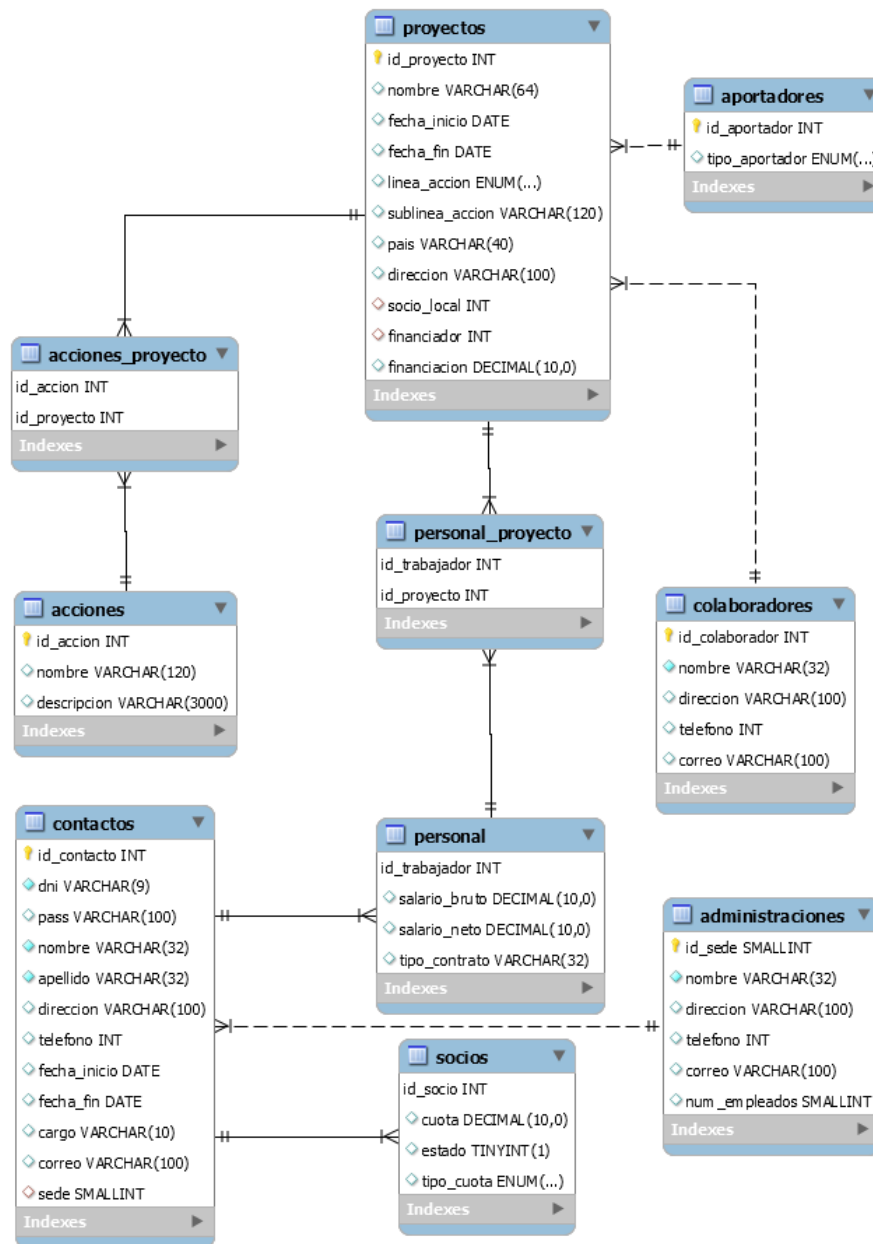 proyectos
id_proyecto INT
nombre VARCHAR(64)
fecha_inicio DATE
fecha_fin DATE
linea_accion ENUM(...)
sublinea_accion VARCHAR(120)
pais VARCHAR(40)
direccion VARCHAR(100)
socio_local INT
financiador INT
financiacion DECIMAL(10,0)
Indexes
aportadores
id_aportador INT
tipo_aportador ENUM(...)
Indexes
acciones_proyecto
id_accion INT
id_proyecto INT
Indexes
personal_proyecto
id_trabajador INT
id_proyecto INT
Indexes
acciones
id_accion INT
nombre VARCHAR(120)
descripcion VARCHAR(3000)
Indexes
colaboradores
id_colaborador INT
nombre VARCHAR(32)
direccion VARCHAR(100)
telefono INT
correo VARCHAR(100)
Indexes
contactos
id_contacto INT
dni VARCHAR(9)
pass VARCHAR(100)
nombre VARCHAR(32)
apellido VARCHAR(32)
direccion VARCHAR(100)
telefono INT
fecha_inicio DATE
fecha_fin DATE
cargo VARCHAR(10)
correo VARCHAR(100)
sede SMALLINT
Indexes
personal
id_trabajador INT
salario_bruto DECIMAL(10,0)
salario_neto DECIMAL(10,0)
tipo_contrato VARCHAR(32)
Indexes
administraciones
id_sede SMALLINT
nombre VARCHAR(32)
direccion VARCHAR(100)
telefono INT
correo VARCHAR(100)
num_empleados SMALLINT
Indexes
socios
id_socio INT
cuota DECIMAL(10,0)
estado TINYINT(1)
tipo_cuota ENUM(...)
Indexes